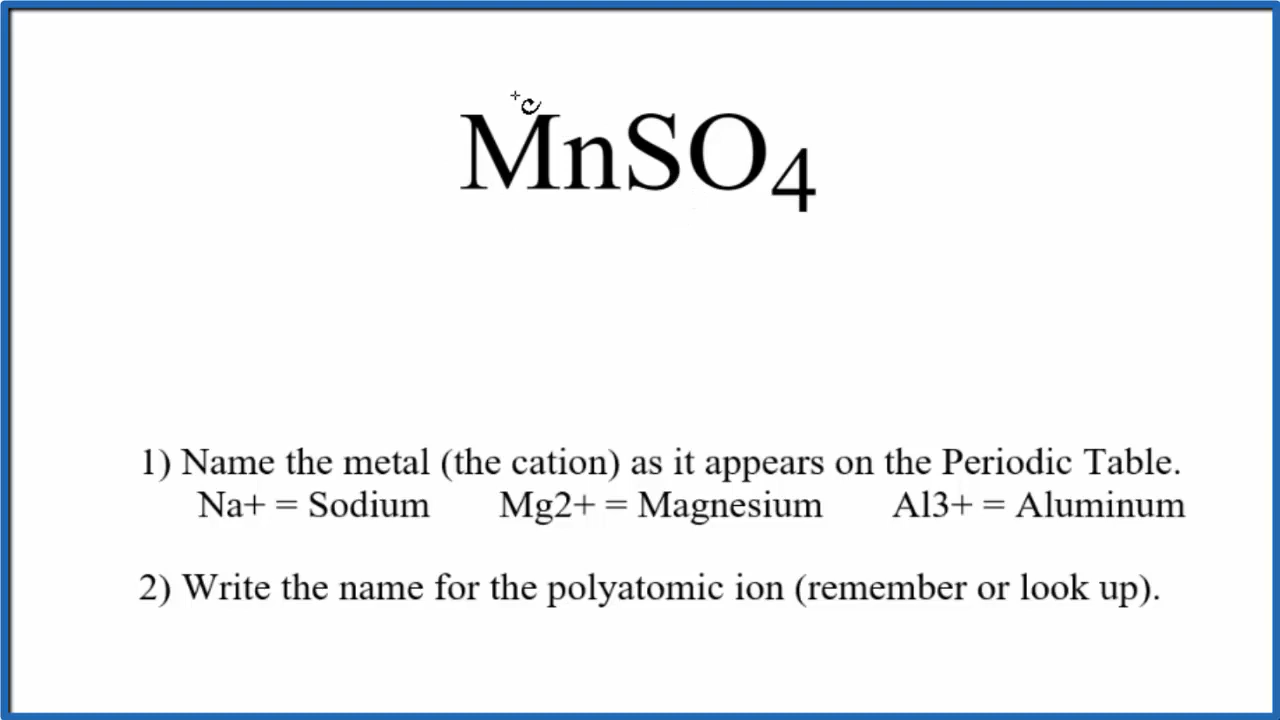 MnSO₄
1) Name the metal (the cation) as it appears on the Periodic Table.
Na+ = Sodium Mg2+ = Magnesium Al3+ = Aluminum
2) Write the name for the polyatomic ion (remember or look up).